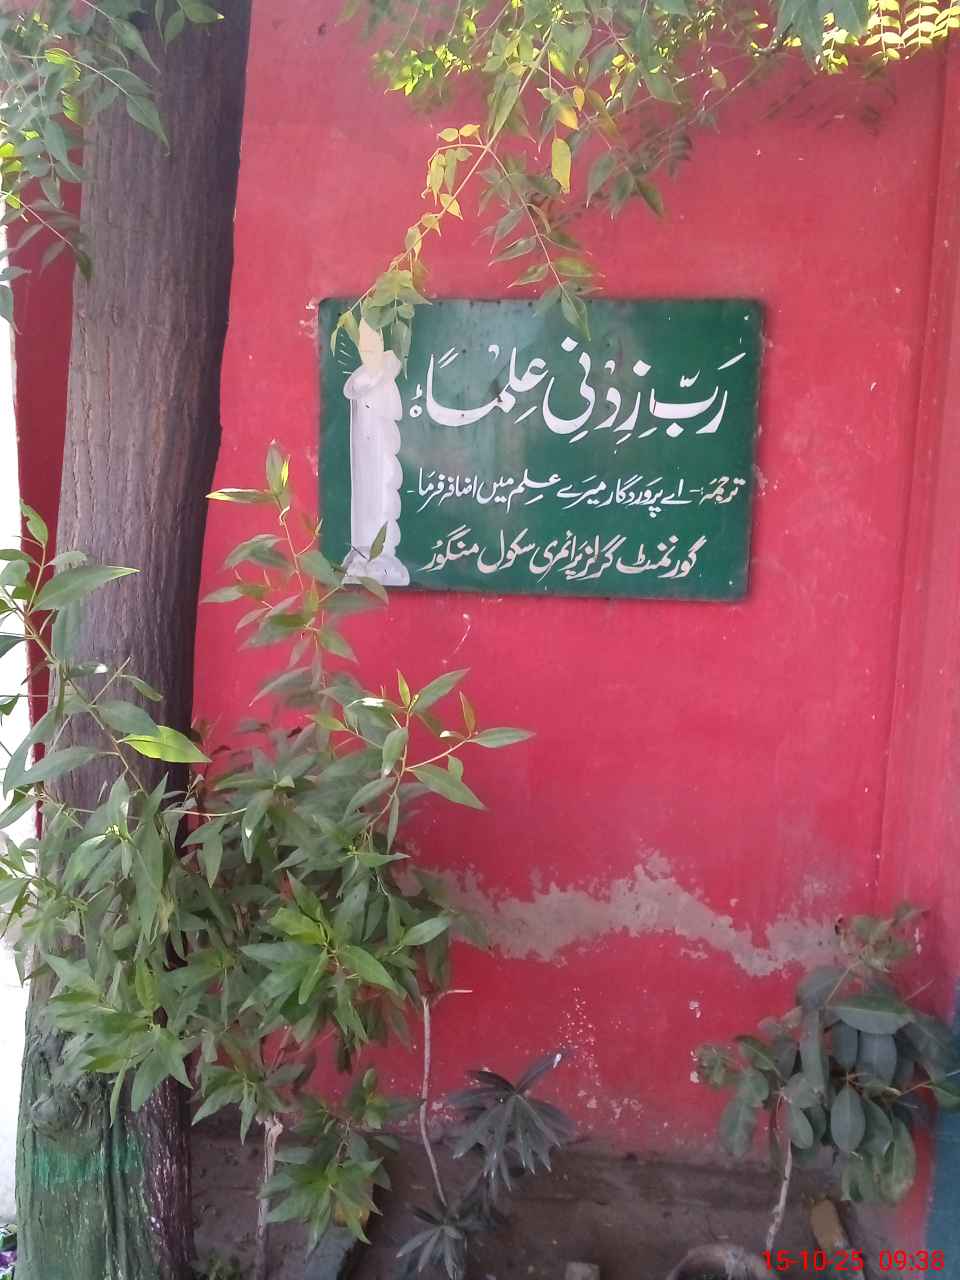 رَبِّ زِدْنِی عِلْمًا
ترجمہ:- اے پروردگار میرے علم میں اضافہ فرما-
گورنمنٹ گرلز پرائمری سکول منگور
15-10-25 09:38